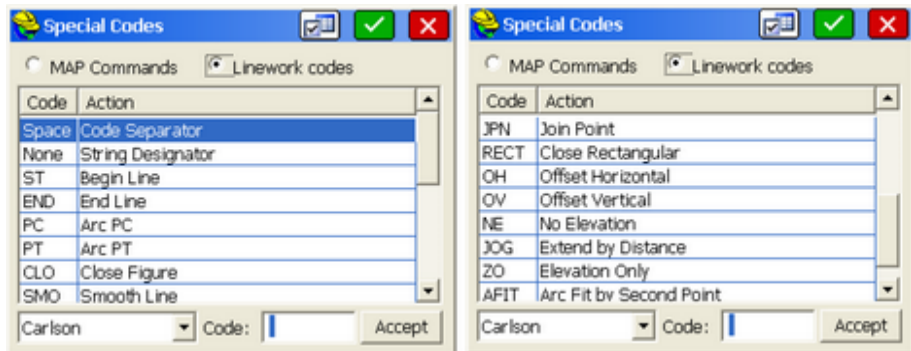 Special Codes
MAP Commands Linework codes
Code Action
Space Code Separator
None String Designator
ST Begin Line
END End Line
PC Arc PC
PT Arc PT
CLO Close Figure
SMO Smooth Line
Carlson Code: Accept
Special Codes
MAP Commands Linework codes
Code Action
JPN Join Point
RECT Close Rectangular
OH Offset Horizontal
OV Offset Vertical
NE No Elevation
JOG Extend by Distance
ZO Elevation Only
AFIT Arc Fit by Second Point
Carlson Code: Accept